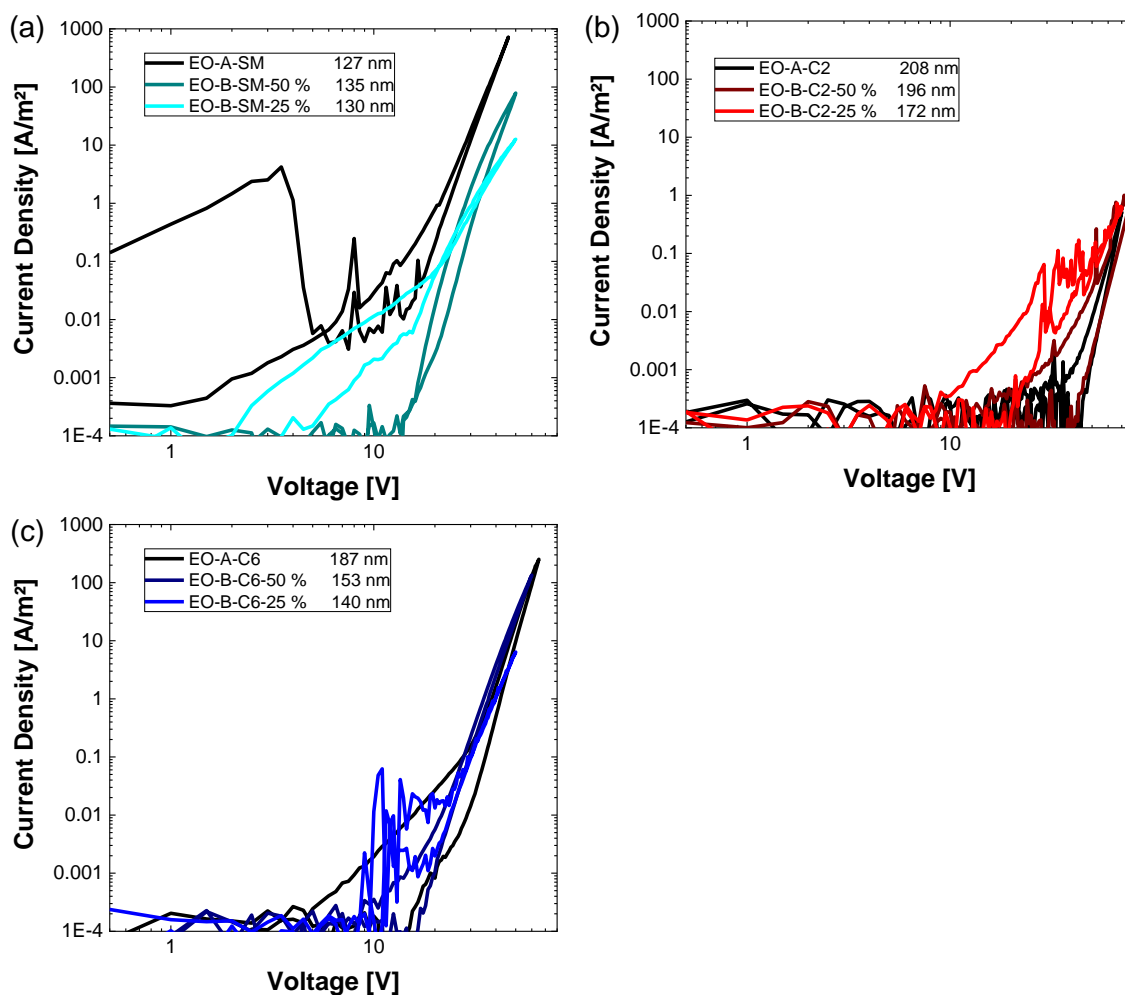 (a)
1000
100
10
1
0.1
0.01
0.001
1E-4
Current Density [A/m²]
EO-A-SM 127 nm
EO-B-SM-50 % 135 nm
EO-B-SM-25 % 130 nm
1 10
Voltage [V]
(b)
1000
100
10
1
0.1
0.01
0.001
1E-4
Current Density [A/m²]
EO-A-C2 208 nm
EO-B-C2-50 % 196 nm
EO-B-C2-25 % 172 nm
1 10
Voltage [V]
(c)
1000
100
10
1
0.1
0.01
0.001
1E-4
Current Density [A/m²]
EO-A-C6 187 nm
EO-B-C6-50 % 153 nm
EO-B-C6-25 % 140 nm
1 10
Voltage [V]